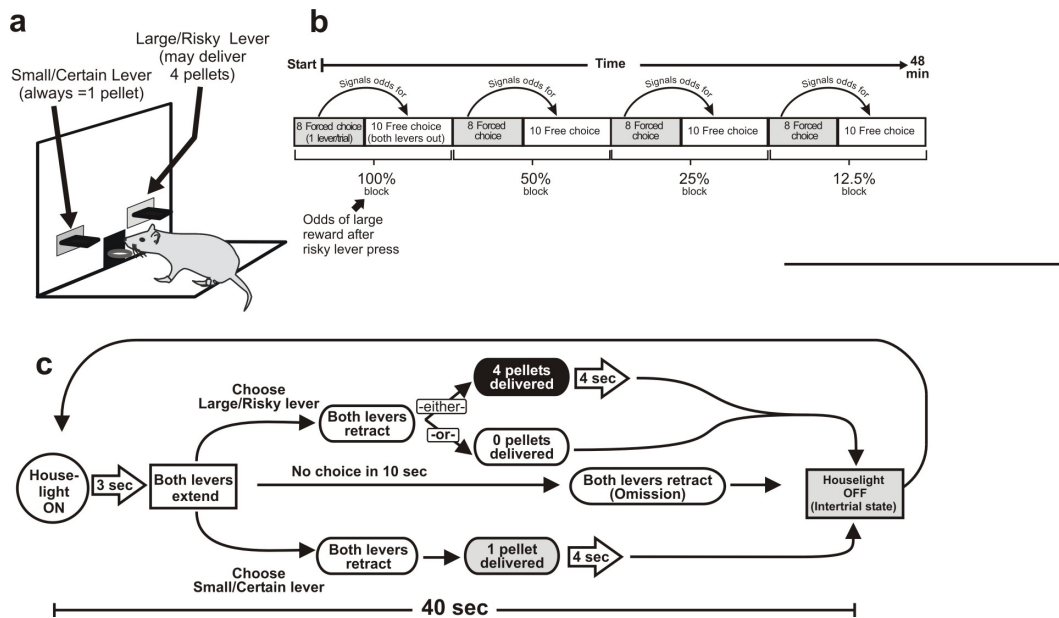 a
Large/Risky Lever
(may deliver
4 pellets)
Small/Certain Lever
(always =1 pellet)
b
Start
Time
48
min
Signals odds for
Signals odds for
Signals odds for
Signals odds for
8 Forced choice
(1 lever/trial)
10 Free choice
(both levers out)
8 Forced
choice
10 Free choice
8 Forced
choice
10 Free choice
8 Forced
choice
10 Free choice
100%
block
50%
block
25%
block
12.5%
block
Odds of large
reward after
risky lever press
c
House-
light
ON
3 sec
Both levers
extend
Choose
Large/Risky lever
Both levers
retract
-either-
-or-
4 pellets
delivered
4 sec
0 pellets
delivered
No choice in 10 sec
Both levers retract
(Omission)
Houselight
OFF
(Intertrial state)
Choose
Small/Certain lever
Both levers
retract
1 pellet
delivered
4 sec
40 sec